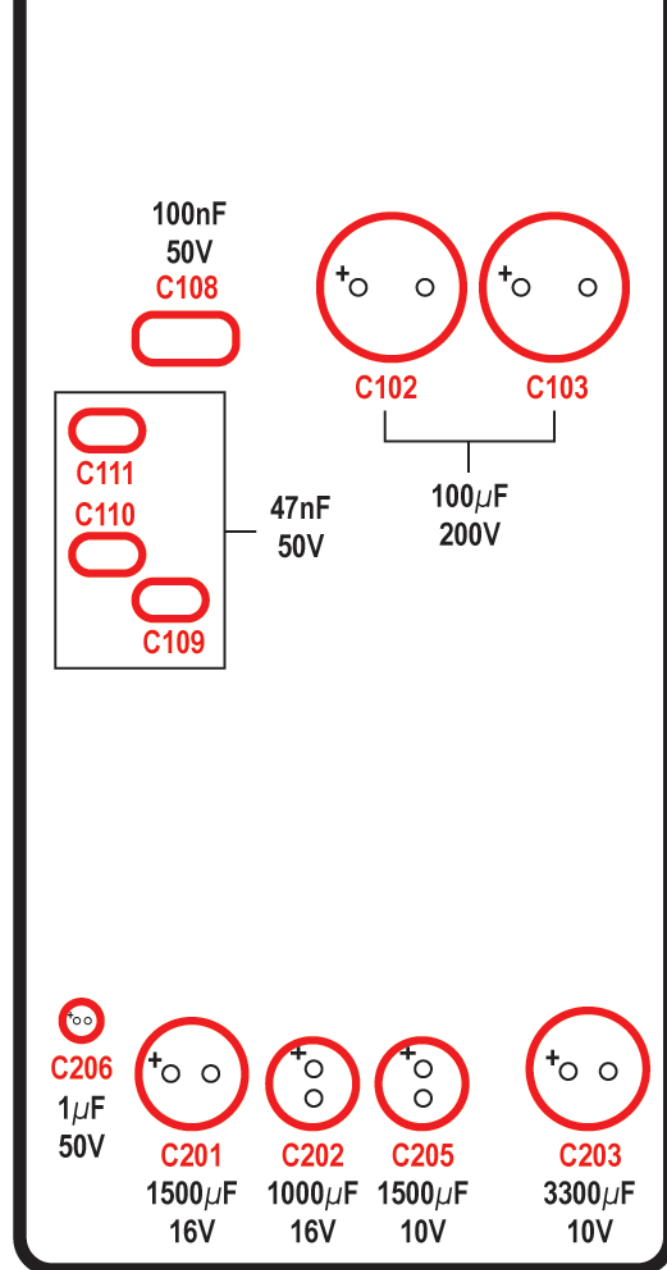 100nF
50V
C108
+
+
C102
C103
100μF
200V
C111
C110
C109
47nF
50V
+
C206
1μF
50V
+
C201
1500μF
16V
+
C202
1000μF
16V
+
C205
1500μF
10V
+
C203
3300μF
10V